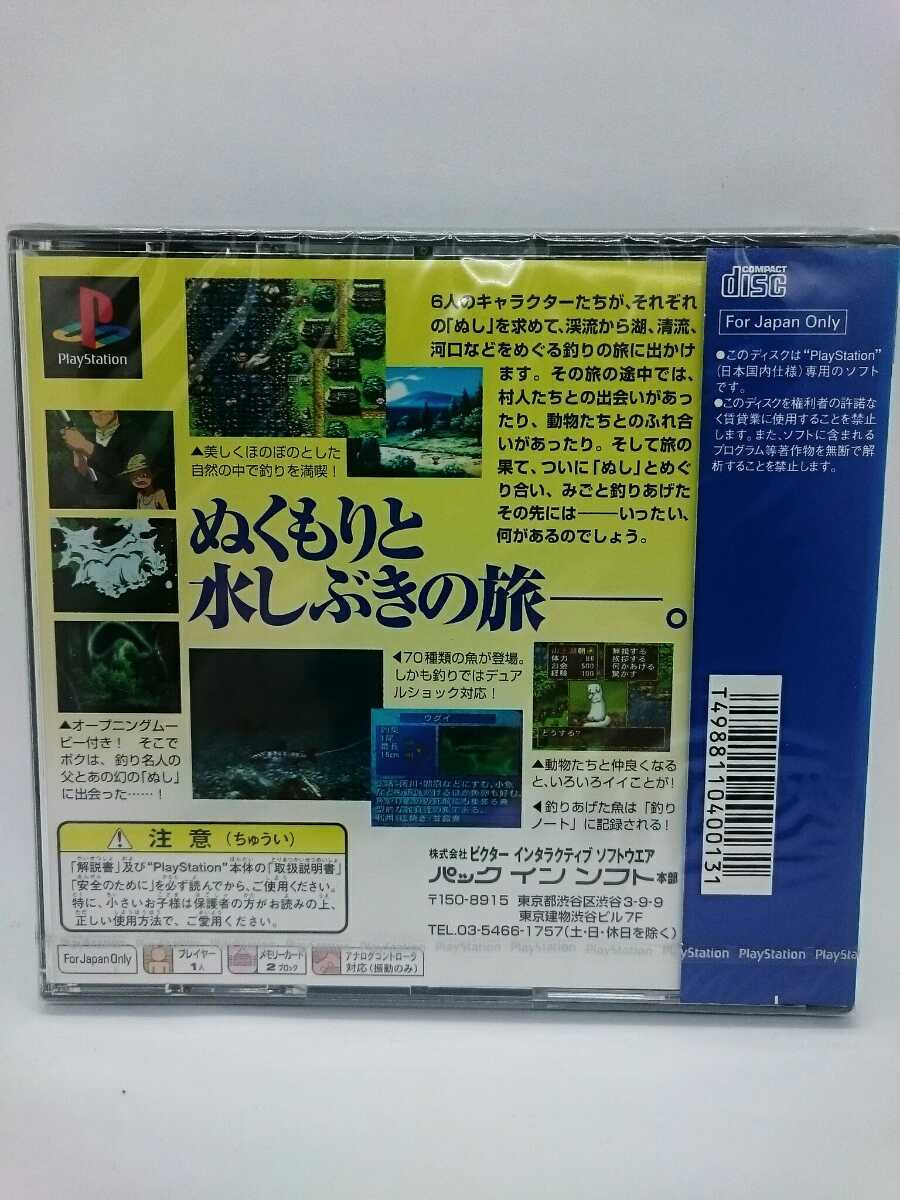 PlayStation
6人のキャラクターたちが、それぞれ
の「ぬし」を求めて、渓流から湖、清流、
河口などをめぐる釣りの旅に出かけ
ます。その旅の途中では、
村人たちとの出会いがあっ
たり、動物たちとのふれ合
いがあったり。そして旅の
果て、ついに「ぬし」とめぐ
り合い、みごと釣りあげた
その先には——いったい、
何があるのでしょう。
▲美しくほのぼのとした
自然の中で釣りを満喫！
ぬくもりと
水しぶきの旅——。
◀70種類の魚が登場。
しかも釣りではデュア
ルショック対応！
▲オープニングムー
ビー付き！ そこで
ボクは、釣り名人の
父とあの幻の「ぬし」
に出会った……！
ウグイ
体力 86
お金 500
経験 100
解放する
挨拶する
何かあげる
驚かす
どうする?
▲動物たちと仲良くなる
と、いろいろイイことが！
◀釣りあげた魚は「釣り
ノート」に記録される！
注意（ちゅうい）
「解説書」及び“PlayStation”本体の「取扱説明書」
「安全のために」を必ず読んでから、ご使用ください。
特に、小さいお子様は保護者の方がお読みの上、
正しい使用方法で、ご愛用ください。
株式会社 ビクター インタラクティブ ソフトウエア
パック イン ソフト本部
〒150-8915 東京都渋谷区渋谷3-9-9
東京建物渋谷ビル7F
TEL.03-5466-1757(土・日・休日を除く)
For Japan Only
プレイヤー
1人
メモリーカード
2ブロック
アナログコントローラ
対応（振動のみ）
COMPACT
disc
For Japan Only
●このディスクは“PlayStation”
（日本国内仕様）専用のソフト
です。
●このディスクを権利者の許諾な
く賃貸業に使用することを禁止
します。また、ソフトに含まれる
プログラム等著作物を無断で解
析することを禁止します。
T4988110400131
PlayStation PlayStation PlayStation